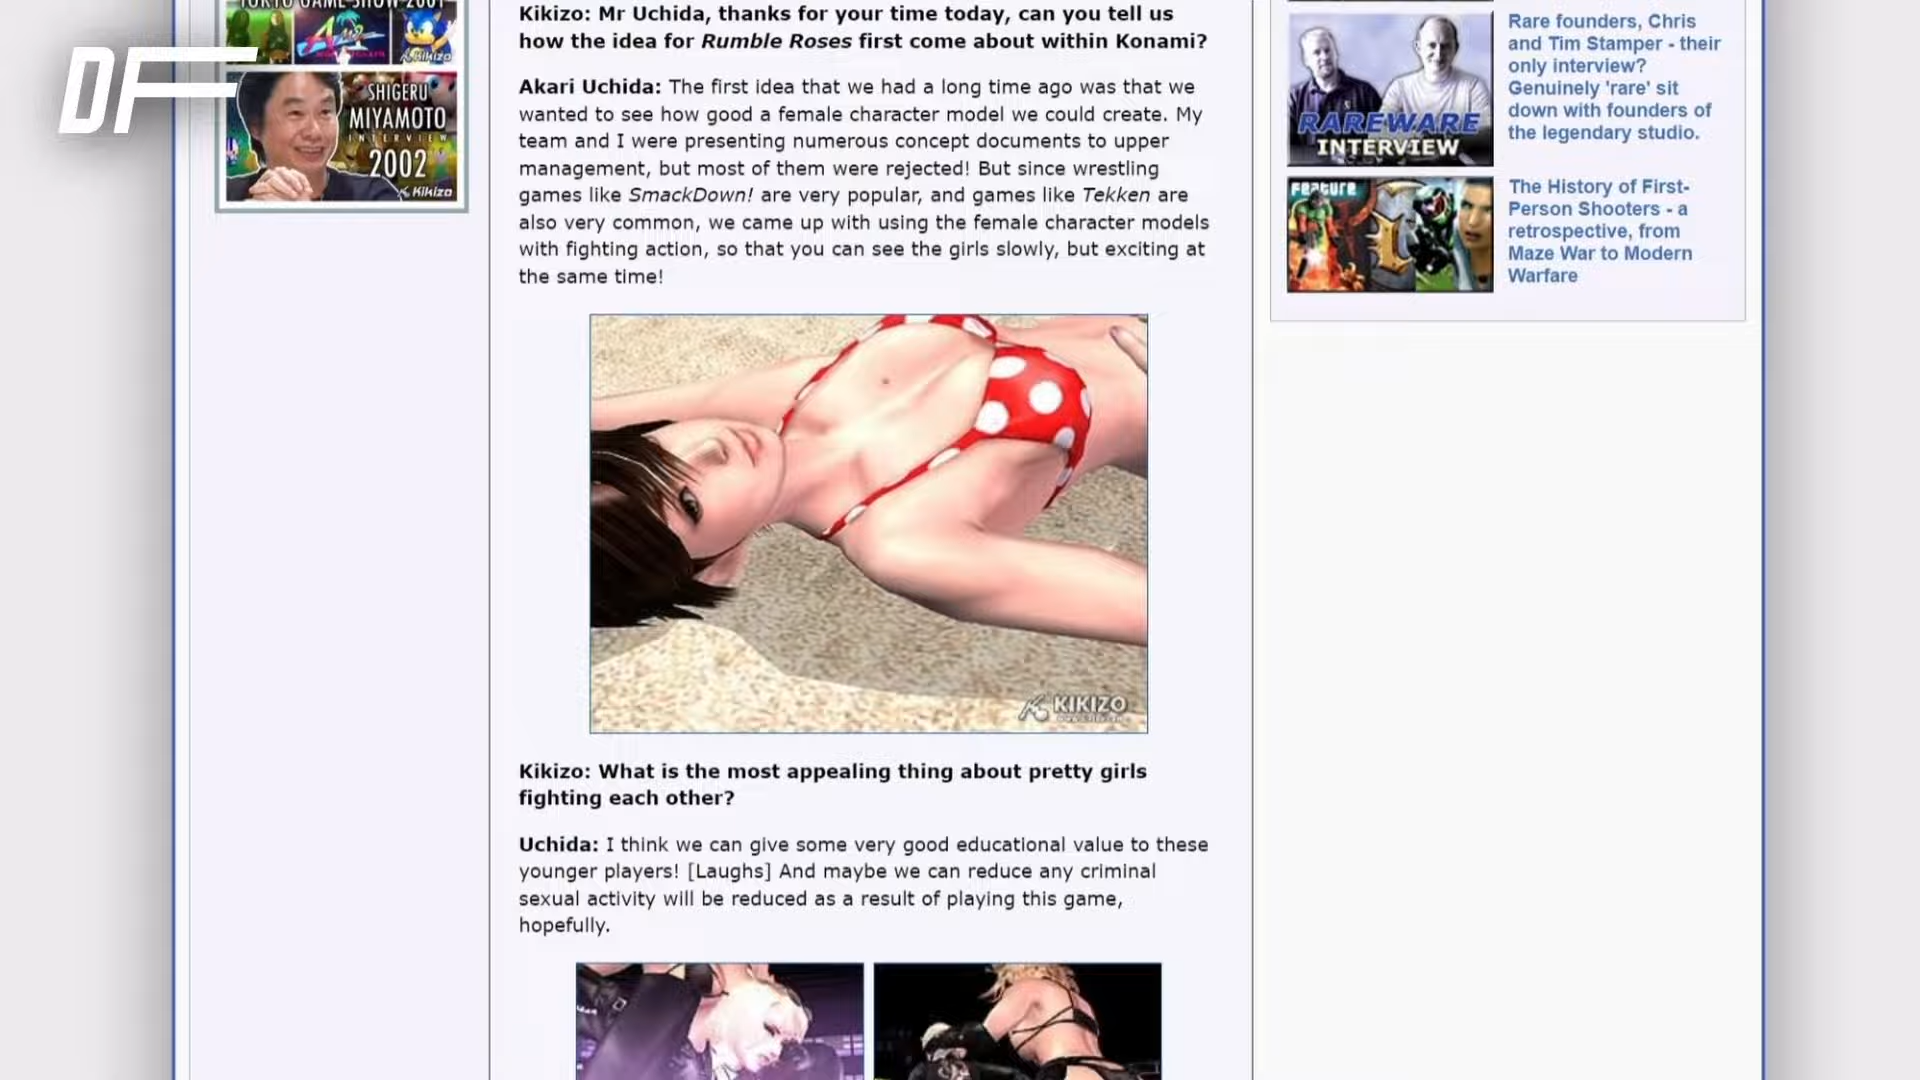 DF
TOKYO GAME SHOW 2001
Kikizo
SHIGERU
MIYAMOTO
INTERVIEW
2002
Kikizo
Kikizo: Mr Uchida, thanks for your time today, can you tell us
how the idea for Rumble Roses first come about within Konami?
Akari Uchida: The first idea that we had a long time ago was that we
wanted to see how good a female character model we could create. My
team and I were presenting numerous concept documents to upper
management, but most of them were rejected! But since wrestling
games like SmackDown! are very popular, and games like Tekken are
also very common, we came up with using the female character models
with fighting action, so that you can see the girls slowly, but exciting at
the same time!
KIKIZO
Kikizo: What is the most appealing thing about pretty girls
fighting each other?
Uchida: I think we can give some very good educational value to these
younger players! [Laughs] And maybe we can reduce any criminal
sexual activity will be reduced as a result of playing this game,
hopefully.
RAREWARE
INTERVIEW
Rare founders, Chris
and Tim Stamper - their
only interview?
Genuinely 'rare' sit
down with founders of
the legendary studio.
Feature
The History of First-
Person Shooters - a
retrospective, from
Maze War to Modern
Warfare